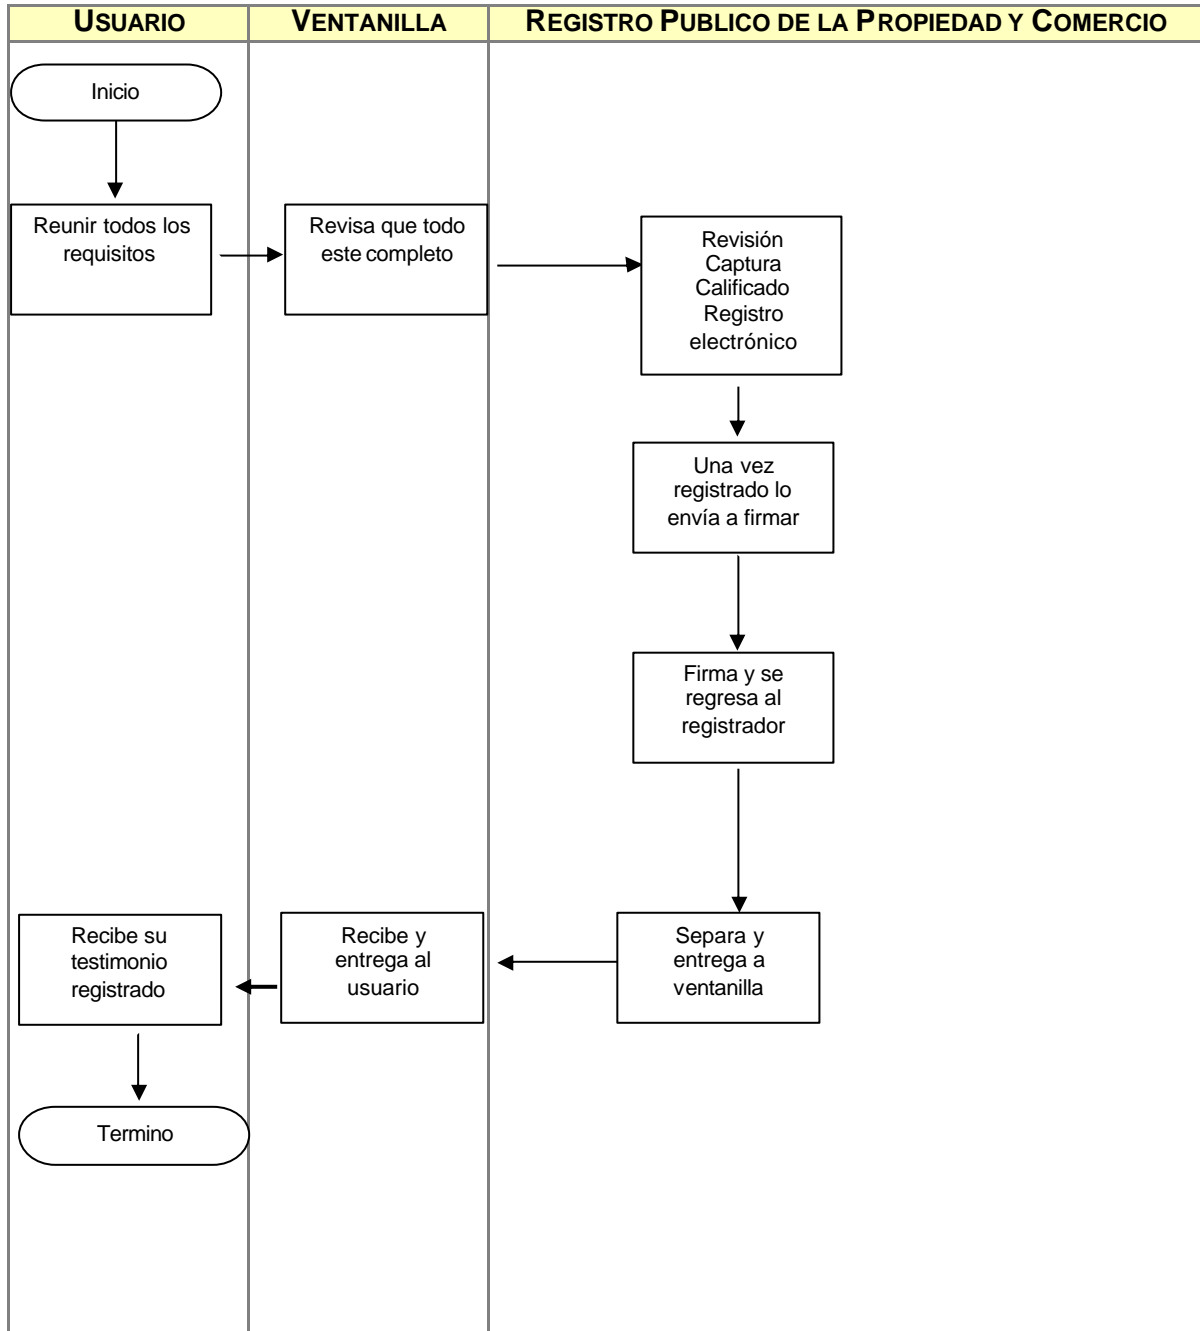 USUARIO
VENTANILLA
REGISTRO PUBLICO DE LA PROPIEDAD Y COMERCIO
Inicio
Reunir todos los
requisitos
Revisa que todo
este completo
Revisión
Captura
Calificado
Registro
electrónico
Una vez
registrado lo
envía a firmar
Firma y se
regresa al
registrador
Separa y
entrega a
ventanilla
Recibe y
entrega al
usuario
Recibe su
testimonio
registrado
Termino